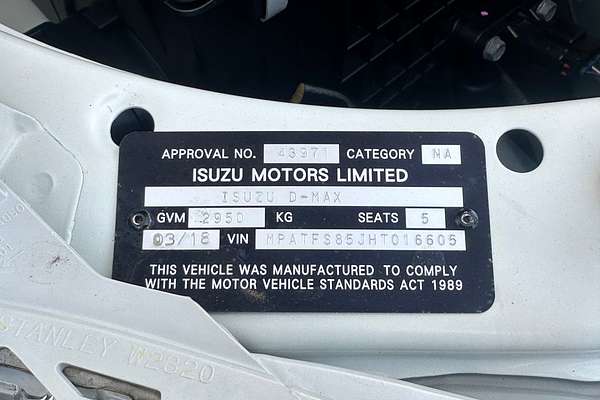 APPROVAL NO. 43971 CATEGORY NA
ISUZU MOTORS LIMITED
ISUZU D-MAX
GVM 2950 KG SEATS 5
03/18 VIN MPATFS85JHT016605
THIS VEHICLE WAS MANUFACTURED TO COMPLY
WITH THE MOTOR VEHICLE STANDARDS ACT 1989
STANLEY W2820